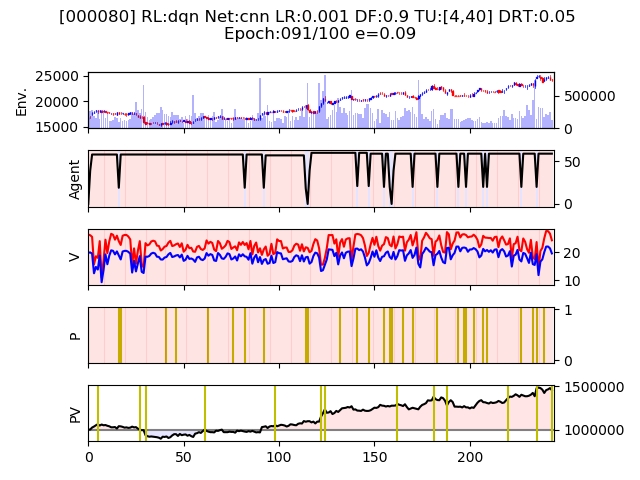 [000080] RL:dqn Net:cnn LR:0.001 DF:0.9 TU:[4,40] DRT:0.05
Epoch:091/100 e=0.09
Env.
25000
20000
15000
500000
0
Agent
50
0
V
20
10
P
1
0
PV
1500000
1000000
0
50
100
150
200